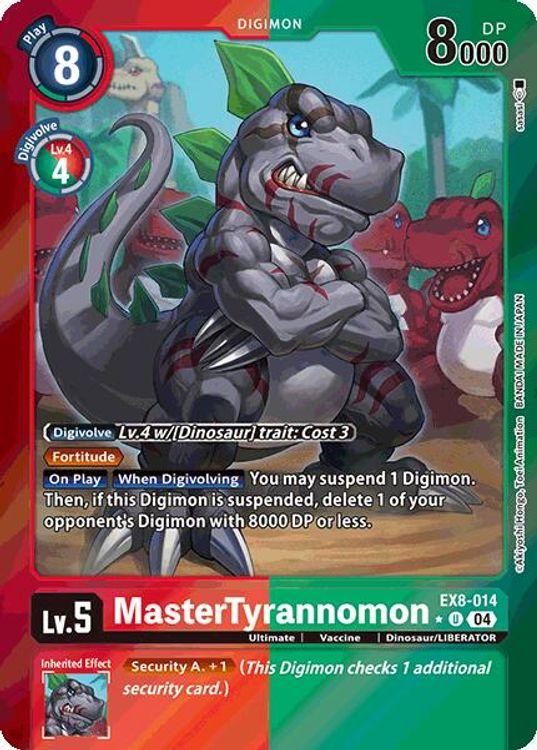 DIGIMON
Play
8
8000
DP
Digivolve
Lv.4
4
sasasi
Digivolve Lv.4 w/[Dinosaur] trait: Cost 3
Fortitude
On Play When Digivolving You may suspend 1 Digimon.
Then, if this Digimon is suspended, delete 1 of your
opponent's Digimon with 8000 DP or less.
©Akiyoshi Hongo, Toei Animation BANDAI MADE IN JAPAN
Lv.5
MasterTyrannomon
EX8-014
U 04
Ultimate | Vaccine | Dinosaur/LIBERATOR
Inherited Effect
Security A. +1 (This Digimon checks 1 additional
security card.)